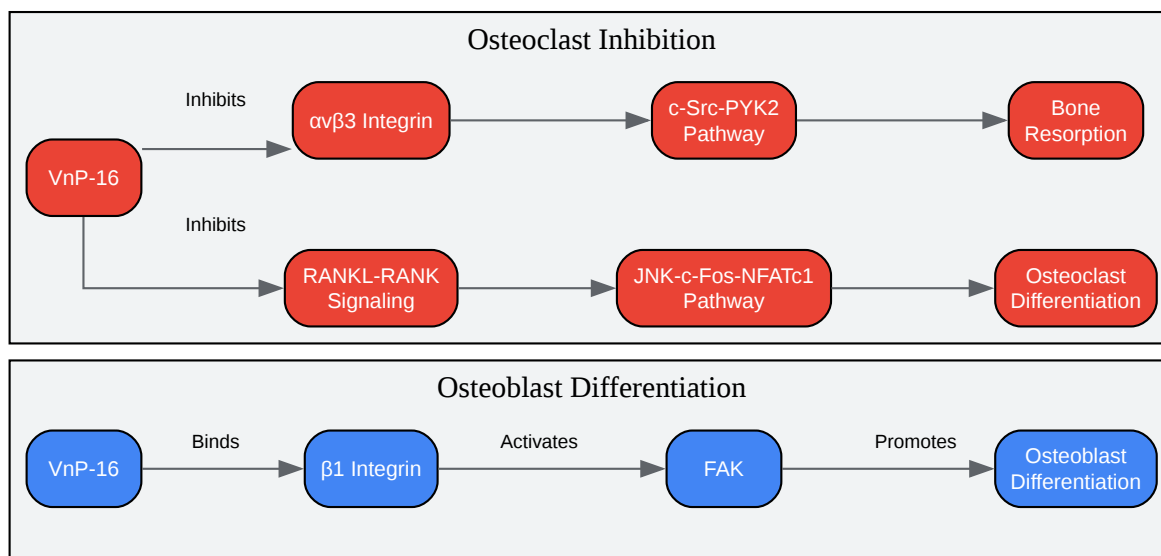 Osteoclast Inhibition
Inhibits
αvβ3 Integrin
c-Src-PYK2
Pathway
Bone
Resorption
VnP-16
Inhibits
RANKL-RANK
Signaling
JNK-c-Fos-NFATc1
Pathway
Osteoclast
Differentiation
Osteoblast Differentiation
VnP-16
Binds
β1 Integrin
Activates
FAK
Promotes
Osteoblast
Differentiation